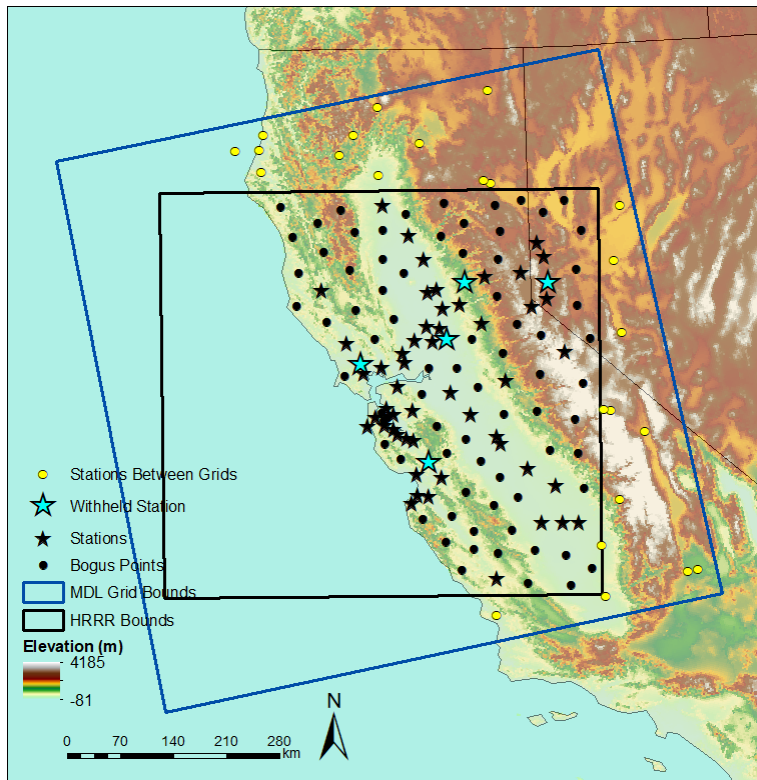 Stations Between Grids
Withheld Station
Stations
Bogus Points
MDL Grid Bounds
HRRR Bounds
Elevation (m)
4185
-81
N
0 70 140 210 280
km